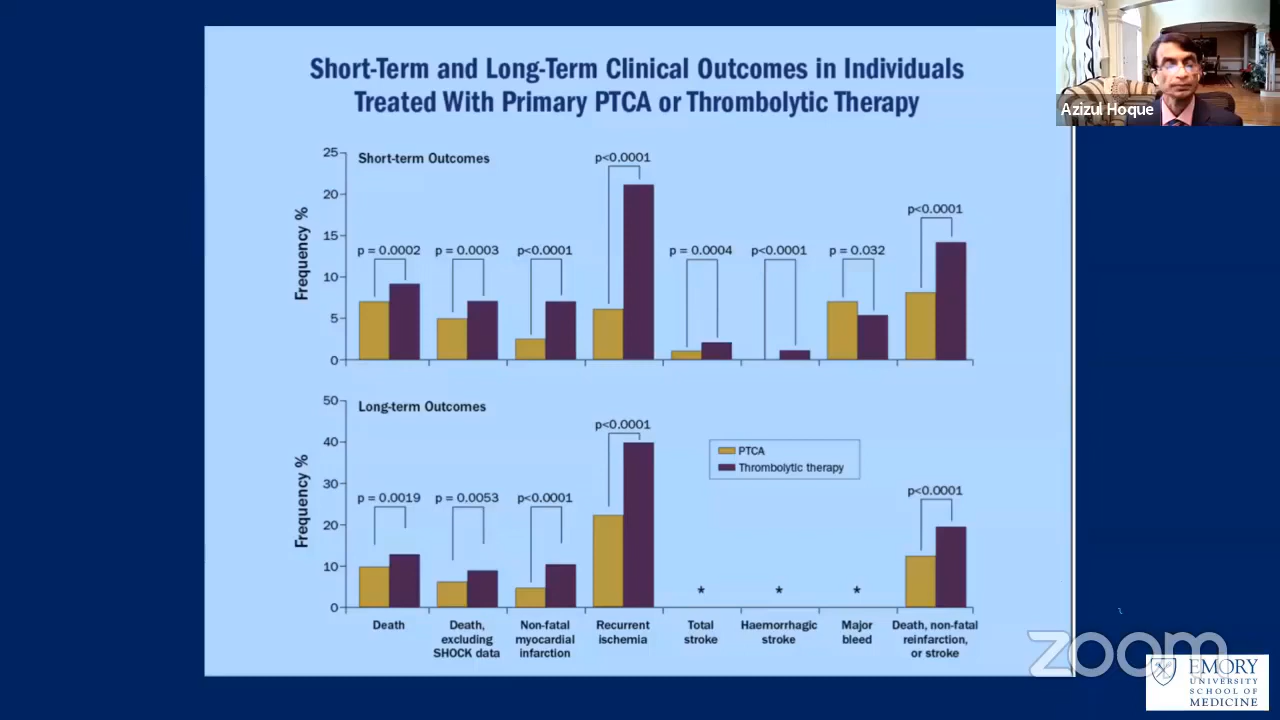 Short-Term and Long-Term Clinical Outcomes in Individuals
Treated With Primary PTCA or Thrombolytic Therapy
Azizul Hoque
Short-term Outcomes
Frequency %
25
20
15
10
5
0
p = 0.0002
p = 0.0003
p<0.0001
p<0.0001
p = 0.0004
p<0.0001
p = 0.032
p<0.0001
Long-term Outcomes
Frequency %
50
40
30
20
10
0
p = 0.0019
p = 0.0053
p<0.0001
p<0.0001
p<0.0001
PTCA
Thrombolytic therapy
*
*
*
Death
Death,
excluding
SHOCK data
Non-fatal
myocardial
infarction
Recurrent
ischemia
Total
stroke
Haemorrhagic
stroke
Major
bleed
Death, non-fatal
reinfarction,
or stroke
zoom
EMORY
UNIVERSITY
SCHOOL OF
MEDICINE